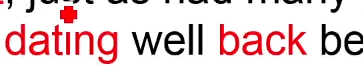 , just as had many
dating well back be